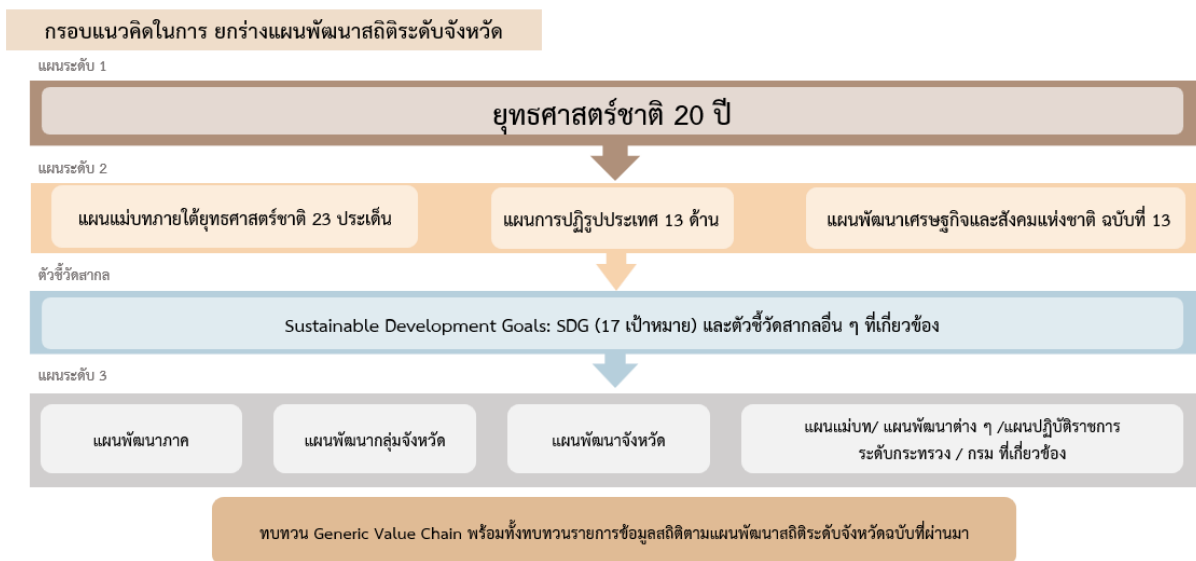 กรอบแนวคิดในการ ยกร่างแผนพัฒนาสถิติระดับจังหวัด
แผนระดับ 1
ยุทธศาสตร์ชาติ 20 ปี
แผนระดับ 2
แผนแม่บทภายใต้ยุทธศาสตร์ชาติ 23 ประเด็น
แผนการปฏิรูปประเทศ 13 ด้าน
แผนพัฒนาเศรษฐกิจและสังคมแห่งชาติ ฉบับที่ 13
ตัวชี้วัดสากล
Sustainable Development Goals: SDG (17 เป้าหมาย) และตัวชี้วัดสากลอื่น ๆ ที่เกี่ยวข้อง
แผนระดับ 3
แผนพัฒนาภาค
แผนพัฒนากลุ่มจังหวัด
แผนพัฒนาจังหวัด
แผนแม่บท/ แผนพัฒนาต่าง ๆ /แผนปฏิบัติราชการ
ระดับกระทรวง / กรม ที่เกี่ยวข้อง
ทบทวน Generic Value Chain พร้อมทั้งทบทวนรายการข้อมูลสถิติตามแผนพัฒนาสถิติระดับจังหวัดฉบับที่ผ่านมา